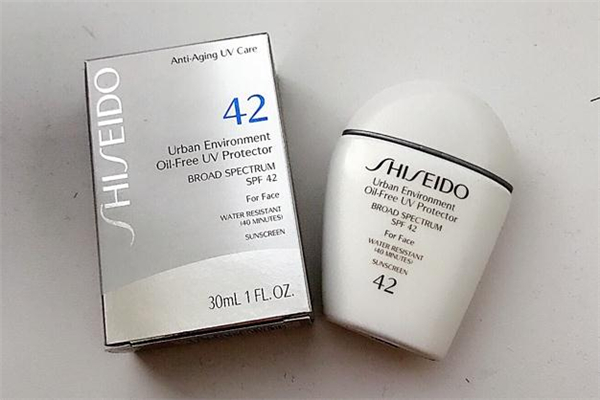 Anti-Aging UV Care
SHISEIDO
42
Urban Environment
Oil-Free UV Protector
BROAD SPECTRUM
SPF 42
For Face
WATER RESISTANT
(40 MINUTES)
SUNSCREEN
30mL 1 FL.OZ.
SHISEIDO
Urban Environment
Oil-Free UV Protector
BROAD SPECTRUM
SPF 42
For Face
WATER RESISTANT
(40 MINUTES)
SUNSCREEN
42